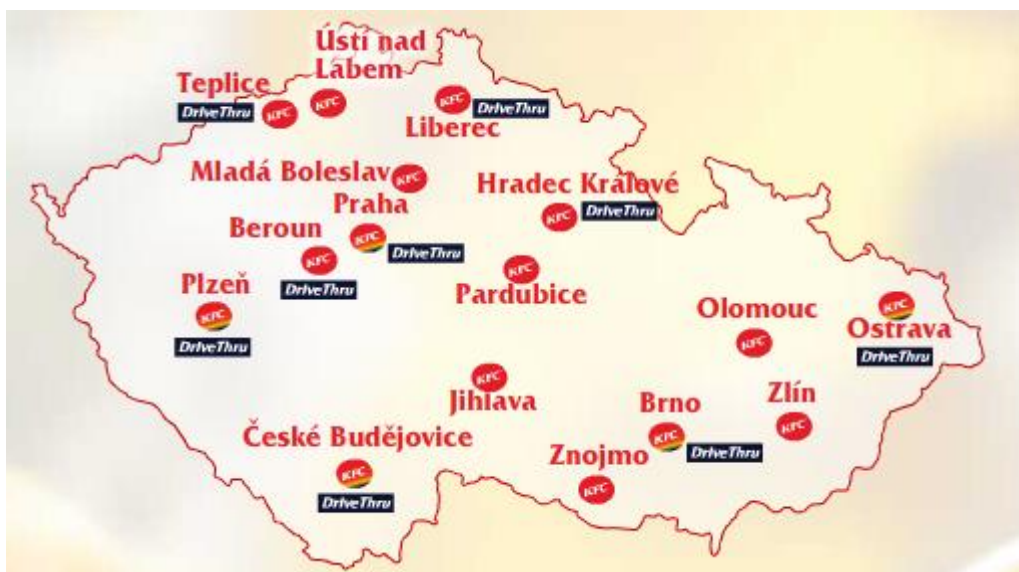 Ústí nad
Labem
Teplice
DriveThru
KFC
KFC
KFC
DriveThru
Liberec
Mladá Boleslav
KFC
Hradec Králové
KFC
DriveThru
Praha
KFC
DriveThru
Beroun
KFC
DriveThru
Plzeň
KFC
DriveThru
KFC
Pardubice
Olomouc
KFC
KFC
Ostrava
DriveThru
KFC
Jihlava
Brno
KFC
DriveThru
Zlín
KFC
České Budějovice
KFC
DriveThru
Znojmo
KFC